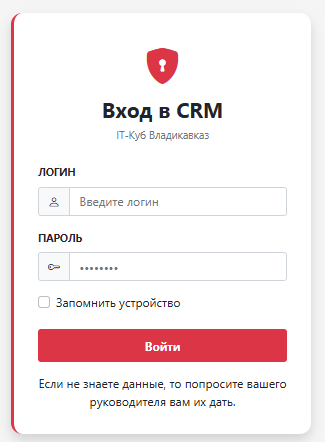 Вход в CRM
IT-Куб Владикавказ
ЛОГИН
Введите логин
ПАРОЛЬ
••••••••
Запомнить устройство
Войти
Если не знаете данные, то попросите вашего
руководителя вам их дать.